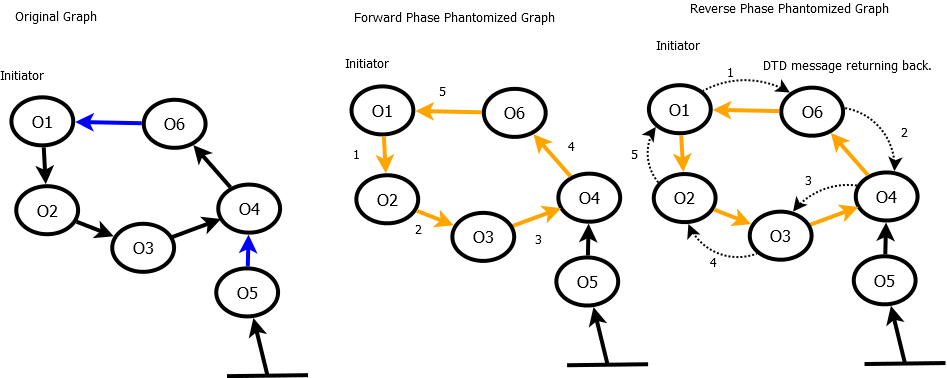 Original Graph
Initiator
O1
O6
O2
O4
O3
O5
Forward Phase Phantomized Graph
Initiator
5
O1
O6
1
4
O2
O4
2
O3
3
O5
Reverse Phase Phantomized Graph
Initiator
DTD message returning back.
1
O1
O6
2
5
3
O2
O4
O3
4
O5